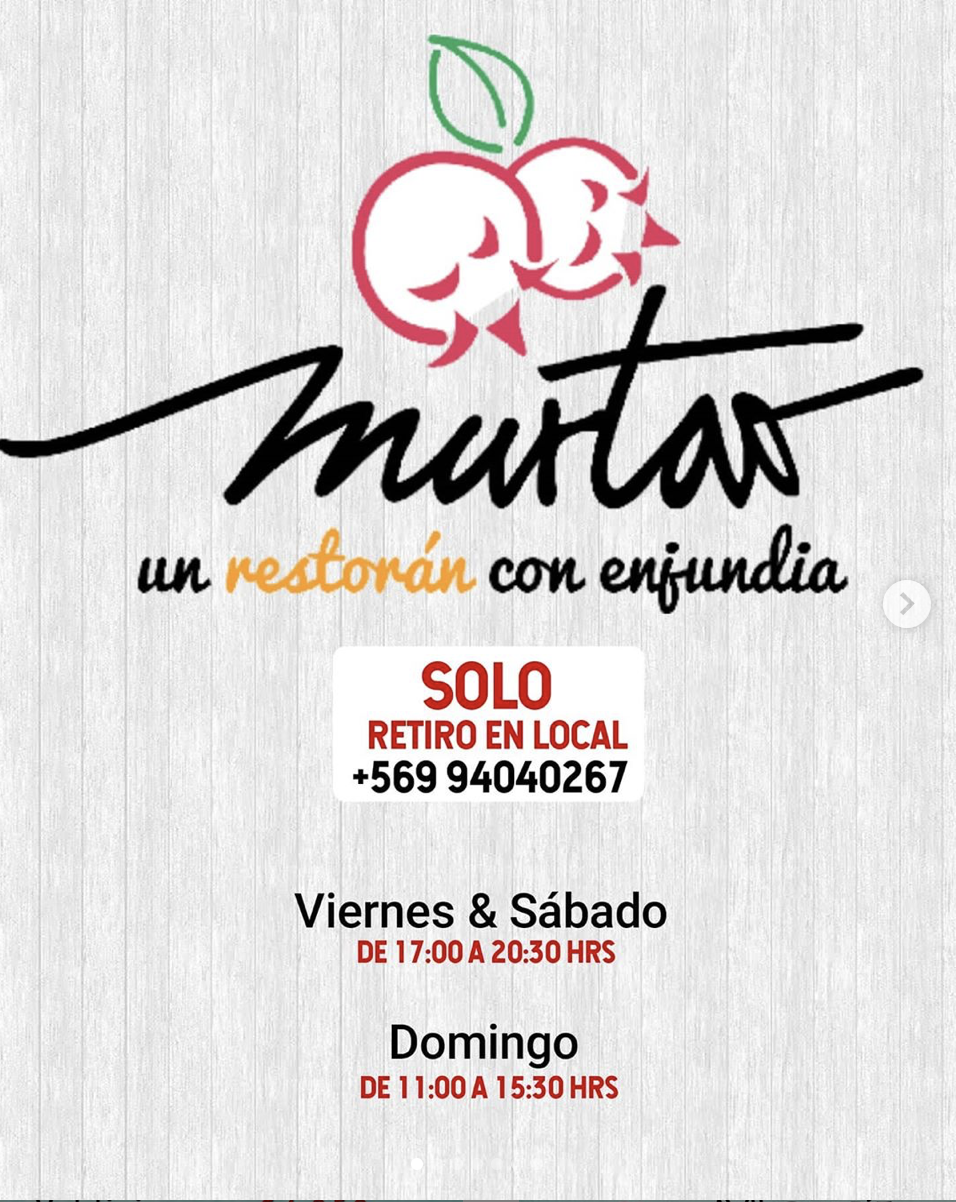 murtas
un restorán con enjundia
SOLO
RETIRO EN LOCAL
+569 94040267
Viernes & Sábado
DE 17:00 A 20:30 HRS
Domingo
DE 11:00 A 15:30 HRS